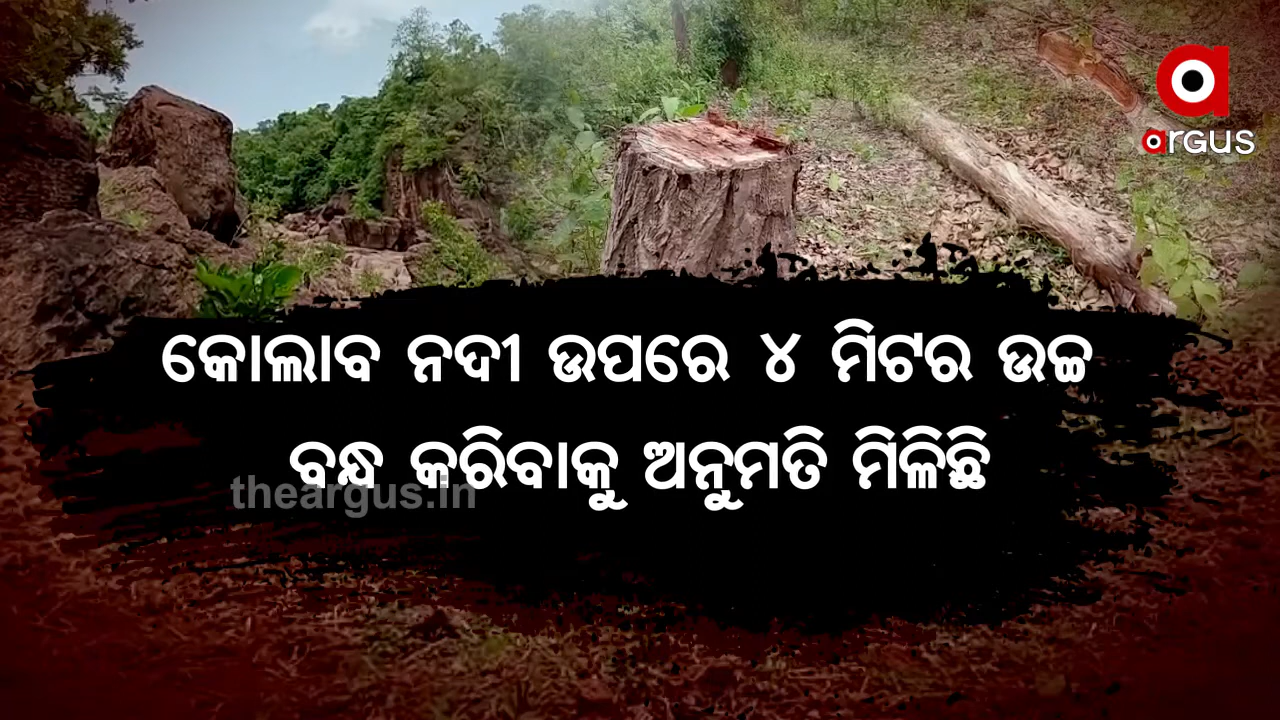 argus
କୋଲାବ ନଦୀ ଉପରେ ୪ ମିଟର ଉଚ୍ଚ
ବନ୍ଧ କରିବାକୁ ଅନୁମତି ମିଳିଛି
theargus.in